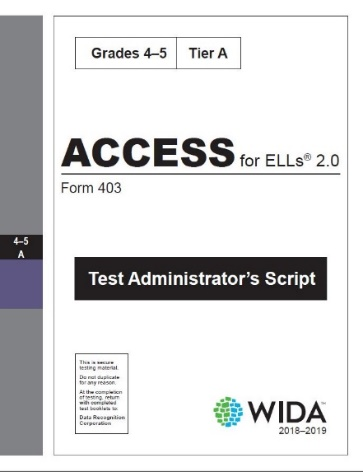 Grades 4–5 Tier A
ACCESS for ELLs® 2.0
Form 403
4–5
A
Test Administrator's Script
This is secure
testing material.
Do not duplicate
for any reason.
At the completion
of testing, return
with completed
test booklets to:
Data Recognition
Corporation
WIDA™
2018–2019